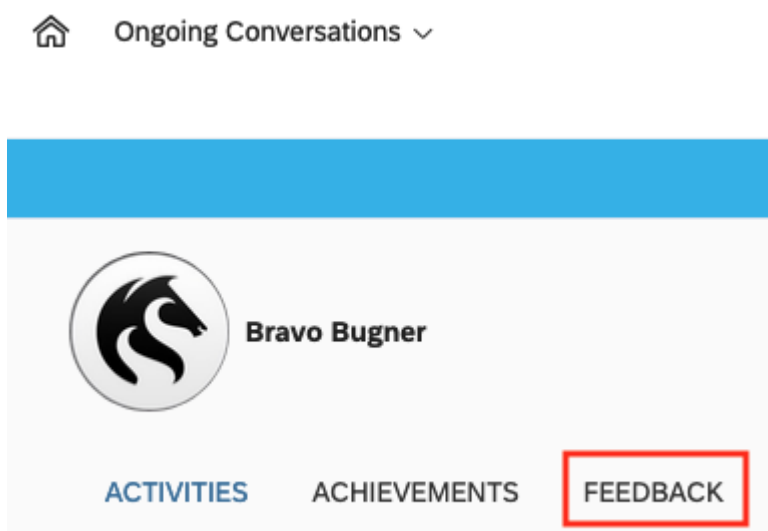 Ongoing Conversations
Bravo Bugner
ACTIVITIES ACHIEVEMENTS FEEDBACK